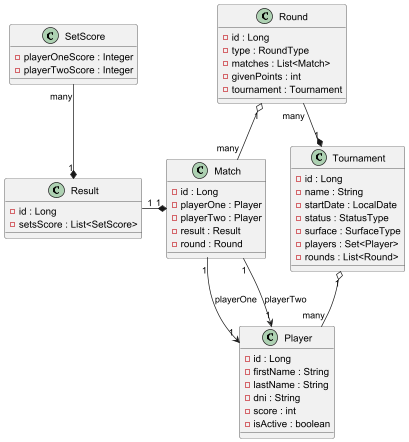 C Round
id : Long
type : RoundType
matches : List<Match>
givenPoints : int
tournament : Tournament
C SetScore
playerOneScore : Integer
playerTwoScore : Integer
many
1
many
1
many
1
C Result
id : Long
setsScore : List<SetScore>
1 1
C Match
id : Long
playerOne : Player
playerTwo : Player
result : Result
round : Round
C Tournament
id : Long
name : String
startDate : LocalDate
status : StatusType
surface : SurfaceType
players : Set<Player>
rounds : List<Round>
1
1
1
playerOne
playerTwo
1
1
many
C Player
id : Long
firstName : String
lastName : String
dni : String
score : int
isActive : boolean